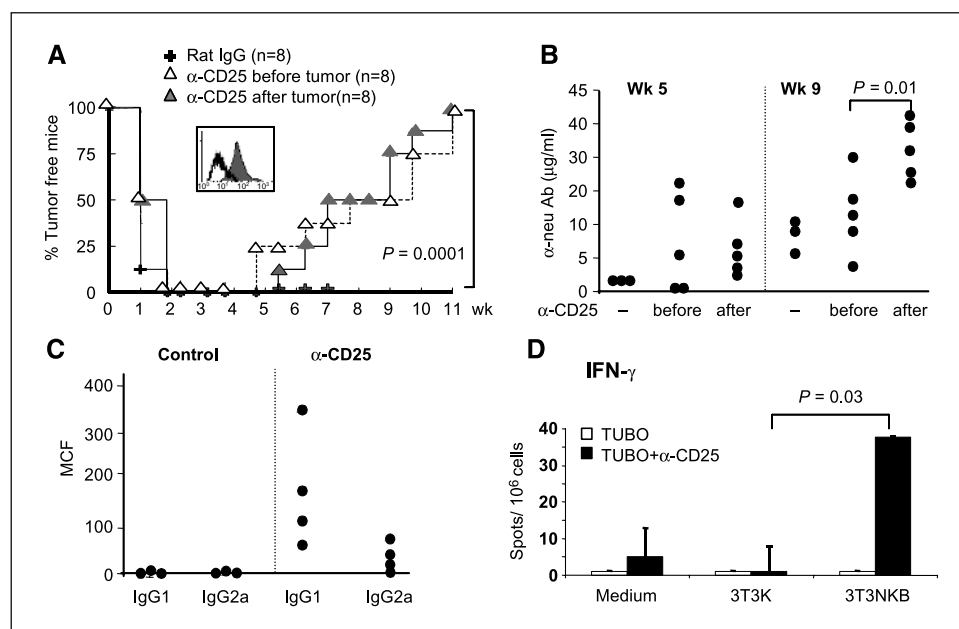 A
Rat IgG (n=8)
α-CD25 before tumor (n=8)
α-CD25 after tumor(n=8)
% Tumor free mice
100
75
50
25
0
10⁰ 10¹ 10² 10³
P = 0.0001
0 1 2 3 4 5 6 7 8 9 10 11 wk
B
Wk 5 Wk 9
P = 0.01
α-neu Ab (µg/ml)
45
40
30
20
10
0
α-CD25 – before after – before after
C
Control α-CD25
MCF
400
300
200
100
0
IgG1 IgG2a IgG1 IgG2a
D
IFN-γ
P = 0.03
TUBO
TUBO+α-CD25
Spots/ 10⁶ cells
40
30
20
10
0
Medium 3T3K 3T3NKB